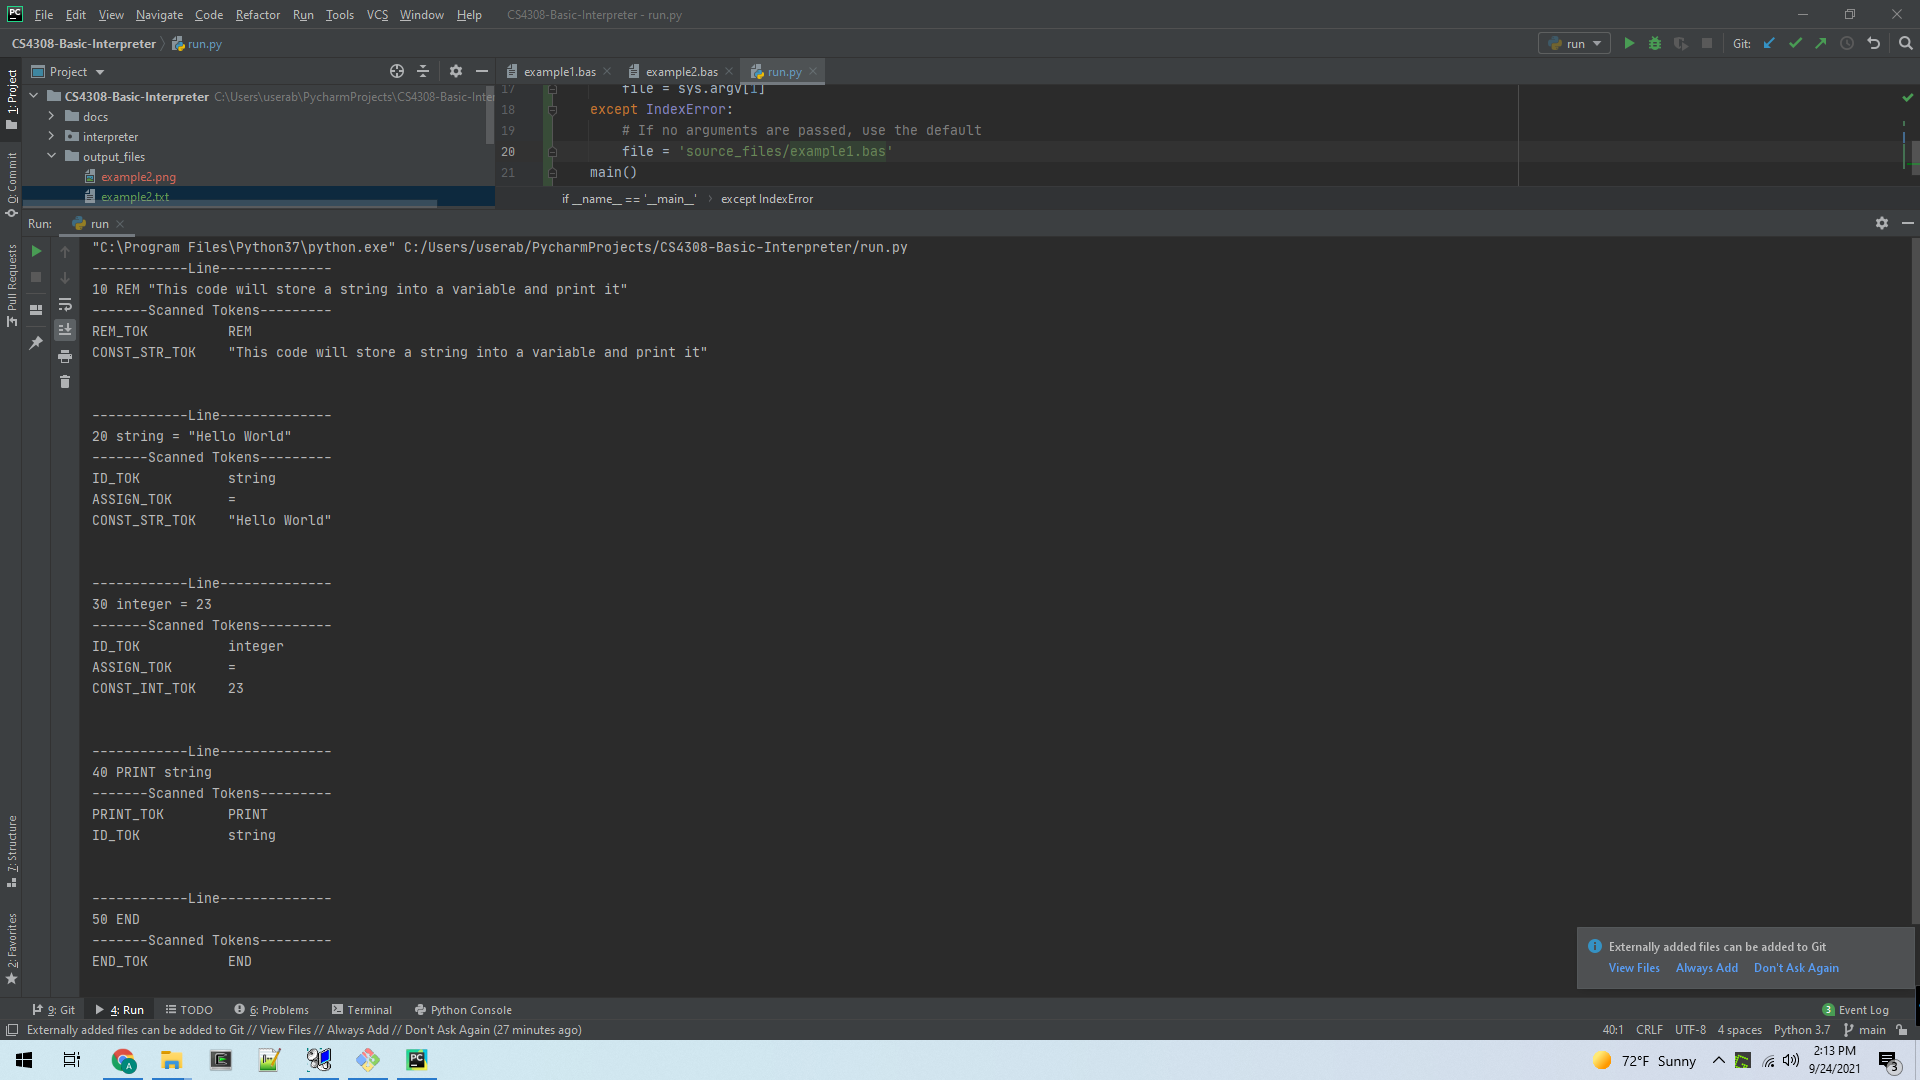 PC File Edit View Navigate Code Refactor Run Tools VCS Window Help CS4308-Basic-Interpreter - run.py
CS4308-Basic-Interpreter run.py run Git:
1: Project
0: Commit
Pull Requests
7: Structure
2: Favorites
Project
CS4308-Basic-Interpreter C:\Users\userab\PycharmProjects\CS4308-Basic-Inter
docs
interpreter
output_files
example2.png
example2.txt
example1.bas example2.bas run.py
17 file = sys.argv[1]
18 except IndexError:
19 # If no arguments are passed, use the default
20 file = 'source_files/example1.bas'
21 main()
if __name__ == '__main__' › except IndexError
Run: run
"C:\Program Files\Python37\python.exe" C:/Users/userab/PycharmProjects/CS4308-Basic-Interpreter/run.py
------------Line--------------
10 REM "This code will store a string into a variable and print it"
-------Scanned Tokens---------
REM_TOK REM
CONST_STR_TOK "This code will store a string into a variable and print it"
------------Line--------------
20 string = "Hello World"
-------Scanned Tokens---------
ID_TOK string
ASSIGN_TOK =
CONST_STR_TOK "Hello World"
------------Line--------------
30 integer = 23
-------Scanned Tokens---------
ID_TOK integer
ASSIGN_TOK =
CONST_INT_TOK 23
------------Line--------------
40 PRINT string
-------Scanned Tokens---------
PRINT_TOK PRINT
ID_TOK string
------------Line--------------
50 END
-------Scanned Tokens---------
END_TOK END
Externally added files can be added to Git
View Files Always Add Don't Ask Again
9: Git 4: Run TODO 6: Problems Terminal Python Console 3 Event Log
Externally added files can be added to Git // View Files // Always Add // Don't Ask Again (27 minutes ago) 40:1 CRLF UTF-8 4 spaces Python 3.7 main
A PC 72°F Sunny 2:13 PM
9/24/2021 3